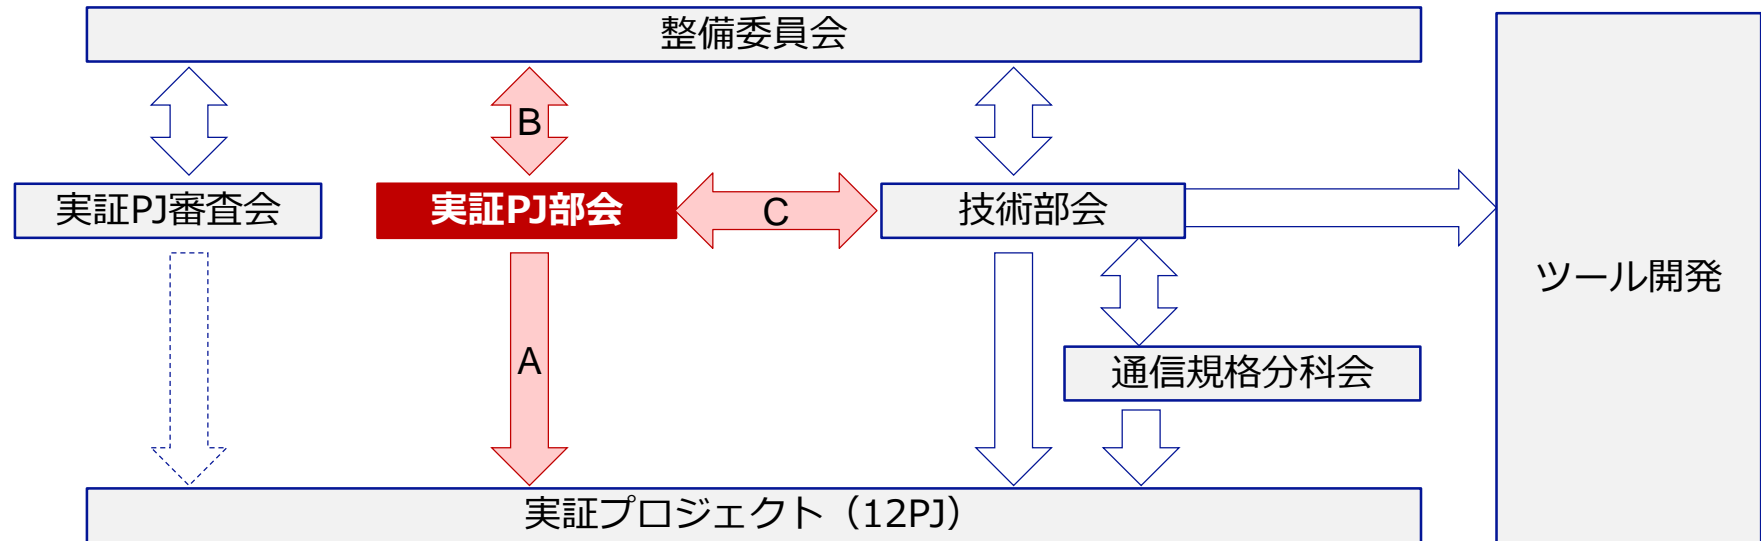 整備委員会
B
実証PJ審査会
実証PJ部会
C
技術部会
ツール開発
A
通信規格分科会
実証プロジェクト（12PJ）